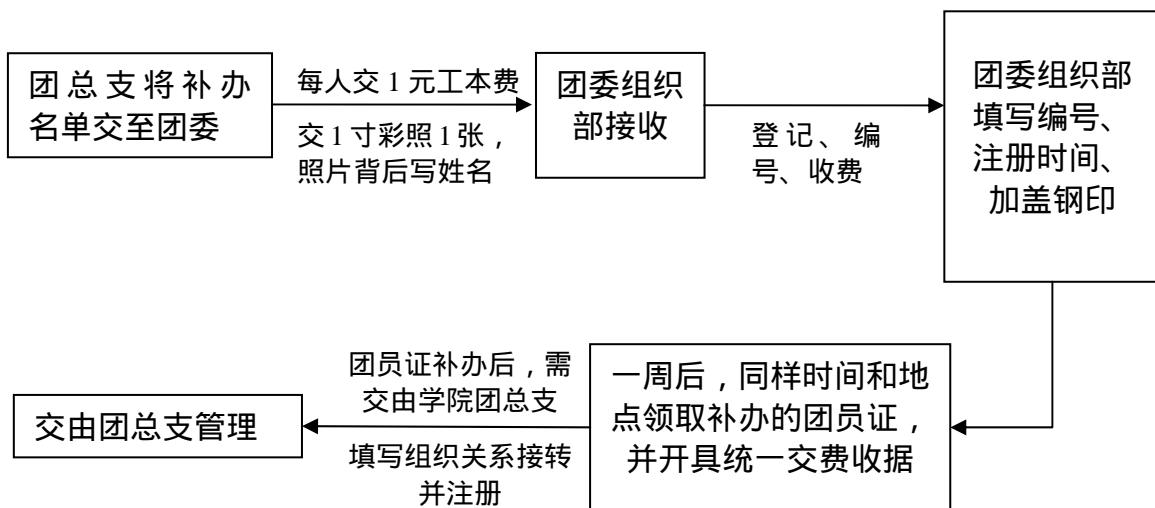 团总支将补办
名单交至团委
每人交 1 元工本费
交 1 寸彩照 1 张，
照片背后写姓名
团委组织
部接收
登记、编
号、收费
团委组织部
填写编号、
注册时间、
加盖钢印
一周后，同样时间和地
点领取补办的团员证，
并开具统一交费收据
团员证补办后，需
交由学院团总支
填写组织关系接转
并注册
交由团总支管理